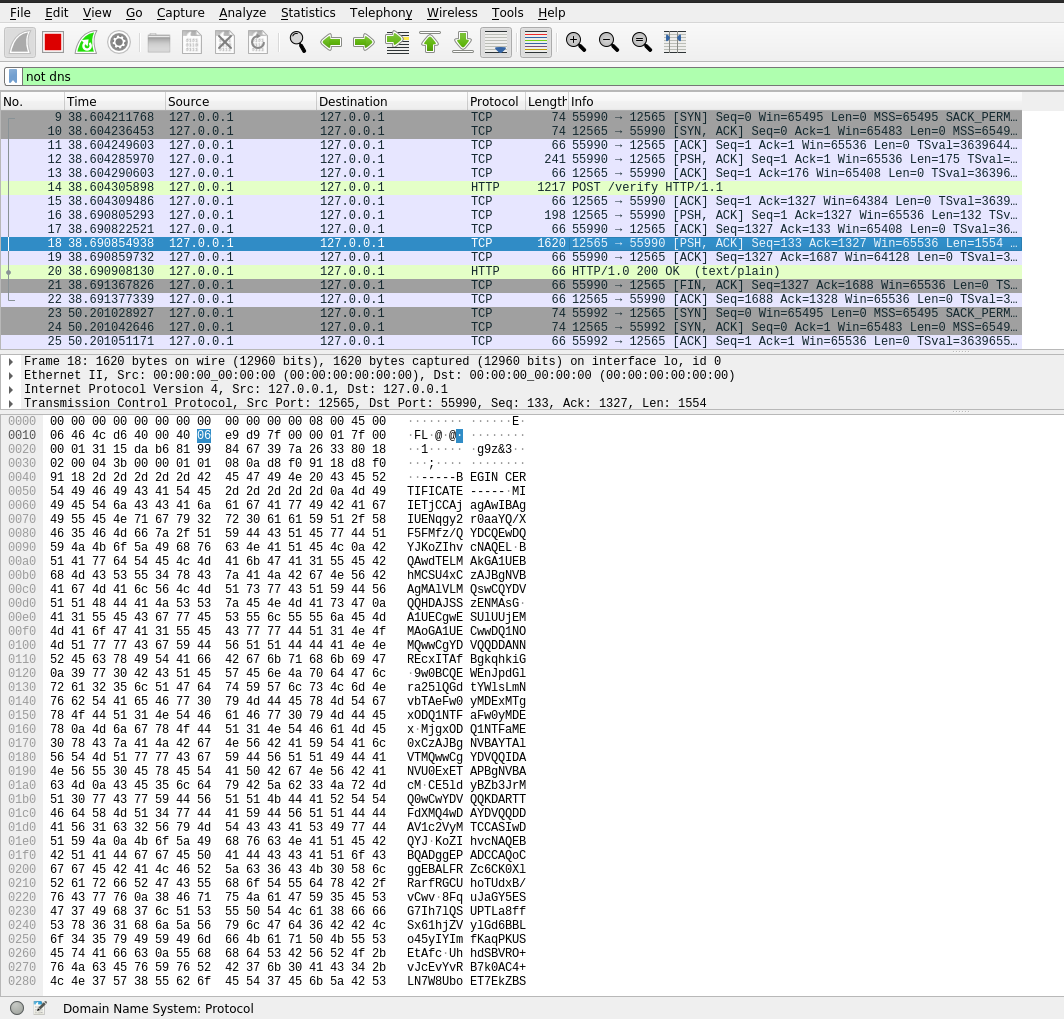 File Edit View Go Capture Analyze Statistics Telephony Wireless Tools Help
not dns
No. Time Source Destination Protocol Length Info
9 38.604211768 127.0.0.1 127.0.0.1 TCP 74 55990 → 12565 [SYN] Seq=0 Win=65495 Len=0 MSS=65495 SACK_PERM…
10 38.604236453 127.0.0.1 127.0.0.1 TCP 74 12565 → 55990 [SYN, ACK] Seq=0 Ack=1 Win=65483 Len=0 MSS=6549…
11 38.604249603 127.0.0.1 127.0.0.1 TCP 66 55990 → 12565 [ACK] Seq=1 Ack=1 Win=65536 Len=0 TSval=3639644…
12 38.604285970 127.0.0.1 127.0.0.1 TCP 241 55990 → 12565 [PSH, ACK] Seq=1 Ack=1 Win=65536 Len=175 TSval=…
13 38.604290603 127.0.0.1 127.0.0.1 TCP 66 12565 → 55990 [ACK] Seq=1 Ack=176 Win=65408 Len=0 TSval=36396…
14 38.604305898 127.0.0.1 127.0.0.1 HTTP 1217 POST /verify HTTP/1.1
15 38.604309486 127.0.0.1 127.0.0.1 TCP 66 12565 → 55990 [ACK] Seq=1 Ack=1327 Win=64384 Len=0 TSval=3639…
16 38.690805293 127.0.0.1 127.0.0.1 TCP 198 12565 → 55990 [PSH, ACK] Seq=1 Ack=1327 Win=65536 Len=132 TSv…
17 38.690822521 127.0.0.1 127.0.0.1 TCP 66 55990 → 12565 [ACK] Seq=1327 Ack=133 Win=65408 Len=0 TSval=36…
18 38.690854938 127.0.0.1 127.0.0.1 TCP 1620 12565 → 55990 [PSH, ACK] Seq=133 Ack=1327 Win=65536 Len=1554 …
19 38.690859732 127.0.0.1 127.0.0.1 TCP 66 55990 → 12565 [ACK] Seq=1327 Ack=1687 Win=64128 Len=0 TSval=3…
20 38.690908130 127.0.0.1 127.0.0.1 HTTP 66 HTTP/1.0 200 OK (text/plain)
21 38.691367826 127.0.0.1 127.0.0.1 TCP 66 55990 → 12565 [FIN, ACK] Seq=1327 Ack=1688 Win=65536 Len=0 TS…
22 38.691377339 127.0.0.1 127.0.0.1 TCP 66 12565 → 55990 [ACK] Seq=1688 Ack=1328 Win=65536 Len=0 TSval=3…
23 50.201028927 127.0.0.1 127.0.0.1 TCP 74 55992 → 12565 [SYN] Seq=0 Win=65495 Len=0 MSS=65495 SACK_PERM…
24 50.201042646 127.0.0.1 127.0.0.1 TCP 74 12565 → 55992 [SYN, ACK] Seq=0 Ack=1 Win=65483 Len=0 MSS=6549…
25 50.201051171 127.0.0.1 127.0.0.1 TCP 66 55992 → 12565 [ACK] Seq=1 Ack=1 Win=65536 Len=0 TSval=3639655…
Frame 18: 1620 bytes on wire (12960 bits), 1620 bytes captured (12960 bits) on interface lo, id 0
Ethernet II, Src: 00:00:00_00:00:00 (00:00:00:00:00:00), Dst: 00:00:00_00:00:00 (00:00:00:00:00:00)
Internet Protocol Version 4, Src: 127.0.0.1, Dst: 127.0.0.1
Transmission Control Protocol, Src Port: 12565, Dst Port: 55990, Seq: 133, Ack: 1327, Len: 1554
0000 00 00 00 00 00 00 00 00 00 00 00 00 08 00 45 00 ········ ······E·
0010 06 46 4c d6 40 00 40 06 e9 d9 7f 00 00 01 7f 00 ·FL·@·@· ········
0020 00 01 31 15 da b6 81 99 84 67 39 7a 26 33 80 18 ··1····· ·g9z&3··
0030 02 00 04 3b 00 00 01 01 08 0a d8 f0 91 18 d8 f0 ···;···· ········
0040 91 18 2d 2d 2d 2d 2d 42 45 47 49 4e 20 43 45 52 ··-----B EGIN CER
0050 54 49 46 49 43 41 54 45 2d 2d 2d 2d 2d 0a 4d 49 TIFICATE -----·MI
0060 49 45 54 6a 43 43 41 6a 61 67 41 77 49 42 41 67 IETjCCAj agAwIBAg
0070 49 55 45 4e 71 67 79 32 72 30 61 61 59 51 2f 58 IUENqgy2 r0aaYQ/X
0080 46 35 46 4d 66 7a 2f 51 59 44 43 51 45 77 44 51 F5FMfz/Q YDCQEwDQ
0090 59 4a 4b 6f 5a 49 68 76 63 4e 41 51 45 4c 0a 42 YJKoZIhv cNAQEL·B
00a0 51 41 77 64 54 45 4c 4d 41 6b 47 41 31 55 45 42 QAwdTELM AkGA1UEB
00b0 68 4d 43 53 55 34 78 43 7a 41 4a 42 67 4e 56 42 hMCSU4xC zAJBgNVB
00c0 41 67 4d 41 6c 56 4c 4d 51 73 77 43 51 59 44 56 AgMAlVLM QswCQYDV
00d0 51 51 48 44 41 4a 53 53 7a 45 4e 4d 41 73 47 0a QQHDAJSS zENMAsG·
00e0 41 31 55 45 43 67 77 45 53 55 6c 55 55 6a 45 4d A1UECgwE SUlUUjEM
00f0 4d 41 6f 47 41 31 55 45 43 77 77 44 51 31 4e 4f MAoGA1UE CwwDQ1NO
0100 4d 51 77 77 43 67 59 44 56 51 51 44 44 41 4e 4e MQwwCgYD VQQDDANN
0110 52 45 63 78 49 54 41 66 42 67 6b 71 68 6b 69 47 REcxITAf BgkqhkiG
0120 0a 39 77 30 42 43 51 45 57 45 6e 4a 70 64 47 6c ·9w0BCQE WEnJpdGl
0130 72 61 32 35 6c 51 47 64 74 59 57 6c 73 4c 6d 4e ra25lQGd tYWlsLmN
0140 76 62 54 41 65 46 77 30 79 4d 44 45 78 4d 54 67 vbTAeFw0 yMDExMTg
0150 78 4f 44 51 31 4e 54 46 61 46 77 30 79 4d 44 45 xODQ1NTF aFw0yMDE
0160 78 0a 4d 6a 67 78 4f 44 51 31 4e 54 46 61 4d 45 x·MjgxOD Q1NTFaME
0170 30 78 43 7a 41 4a 42 67 4e 56 42 41 59 54 41 6c 0xCzAJBg NVBAYTAl
0180 56 54 4d 51 77 77 43 67 59 44 56 51 51 49 44 41 VTMQwwCg YDVQQIDA
0190 4e 56 55 30 45 78 45 54 41 50 42 67 4e 56 42 41 NVU0ExET APBgNVBA
01a0 63 4d 0a 43 45 35 6c 64 79 42 5a 62 33 4a 72 4d cM·CE5ld yBZb3JrM
01b0 51 30 77 43 77 59 44 56 51 51 4b 44 41 52 54 54 Q0wCwYDV QQKDARTT
01c0 46 64 58 4d 51 34 77 44 41 59 44 56 51 51 44 44 FdXMQ4wD AYDVQQDD
01d0 41 56 31 63 32 56 79 4d 54 43 43 41 53 49 77 44 AV1c2VyM TCCASIwD
01e0 51 59 4a 0a 4b 6f 5a 49 68 76 63 4e 41 51 45 42 QYJ·KoZI hvcNAQEB
01f0 42 51 41 44 67 67 45 50 41 44 43 43 41 51 6f 43 BQADggEP ADCCAQoC
0200 67 67 45 42 41 4c 46 52 5a 63 36 43 4b 30 58 6c ggEBALFR Zc6CK0Xl
0210 52 61 72 66 52 47 43 55 68 6f 54 55 64 78 42 2f RarfRGCU hoTUdxB/
0220 76 43 77 76 0a 38 46 71 75 4a 61 47 59 35 45 53 vCwv·8Fq uJaGY5ES
0230 47 37 49 68 37 6c 51 53 55 50 54 4c 61 38 66 66 G7Ih7lQS UPTLa8ff
0240 53 78 36 31 68 6a 5a 56 79 6c 47 64 36 42 42 4c Sx61hjZV ylGd6BBL
0250 6f 34 35 79 49 59 49 6d 66 4b 61 71 50 4b 55 53 o45yIYIm fKaqPKUS
0260 45 74 41 66 63 0a 55 68 68 64 53 42 56 52 4f 2b EtAfc·Uh hdSBVRO+
0270 76 4a 63 45 76 59 76 52 42 37 6b 30 41 43 34 2b vJcEvYvR B7k0AC4+
0280 4c 4e 37 57 38 55 62 6f 45 54 37 45 6b 5a 42 53 LN7W8Ubo ET7EkZBS
Domain Name System: Protocol